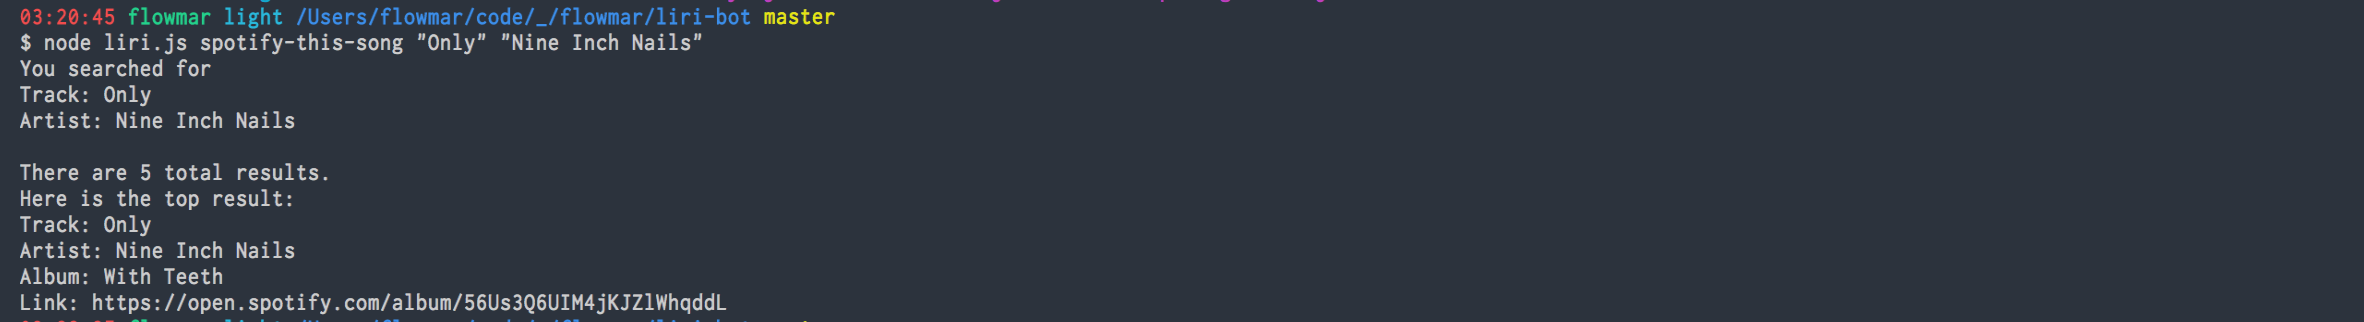 03:20:45 flowmar light /Users/flowmar/code/_/flowmar/liri-bot master
$ node liri.js spotify-this-song "Only" "Nine Inch Nails"
You searched for
Track: Only
Artist: Nine Inch Nails
There are 5 total results.
Here is the top result:
Track: Only
Artist: Nine Inch Nails
Album: With Teeth
Link: https://open.spotify.com/album/56Us3Q6UIM4jKJZlWhqddL